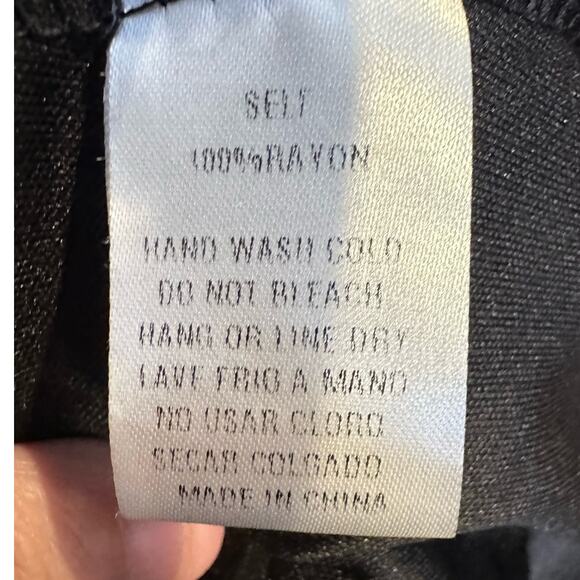 SELF
100%RAYON
HAND WASH COLD
DO NOT BLEACH
HANG OR LINE DRY
LAVE FRIO A MANO
NO USAR CLORO
SECAR COLGADO
MADE IN CHINA